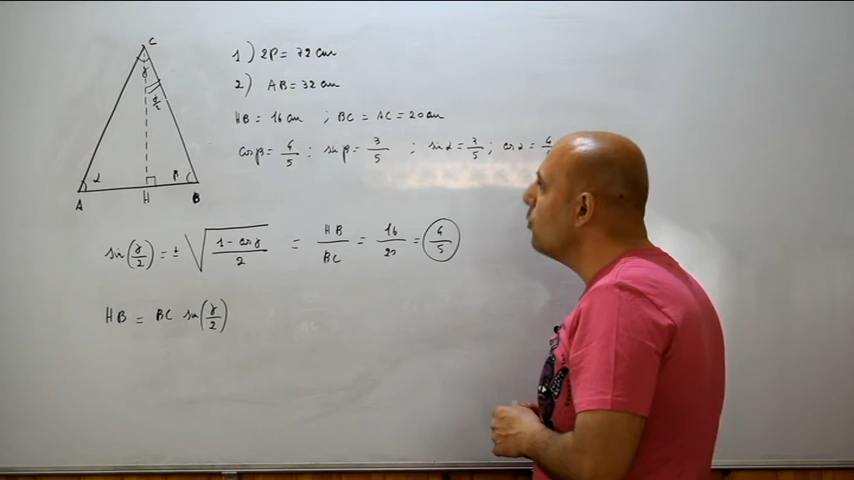 C
γ
γ/2
α
β
A H B
1) 2P = 72 cm
2) AB = 32 cm
HB = 16 cm ; BC = AC = 20 cm
cos β = 4/5 ; sin β = 3/5 ; sin α = 3/5 ; cos α = 4/
sin(γ/2) = ± √((1 - cos γ)/2) = HB/BC = 16/20 = 4/5
HB = BC sin(γ/2)